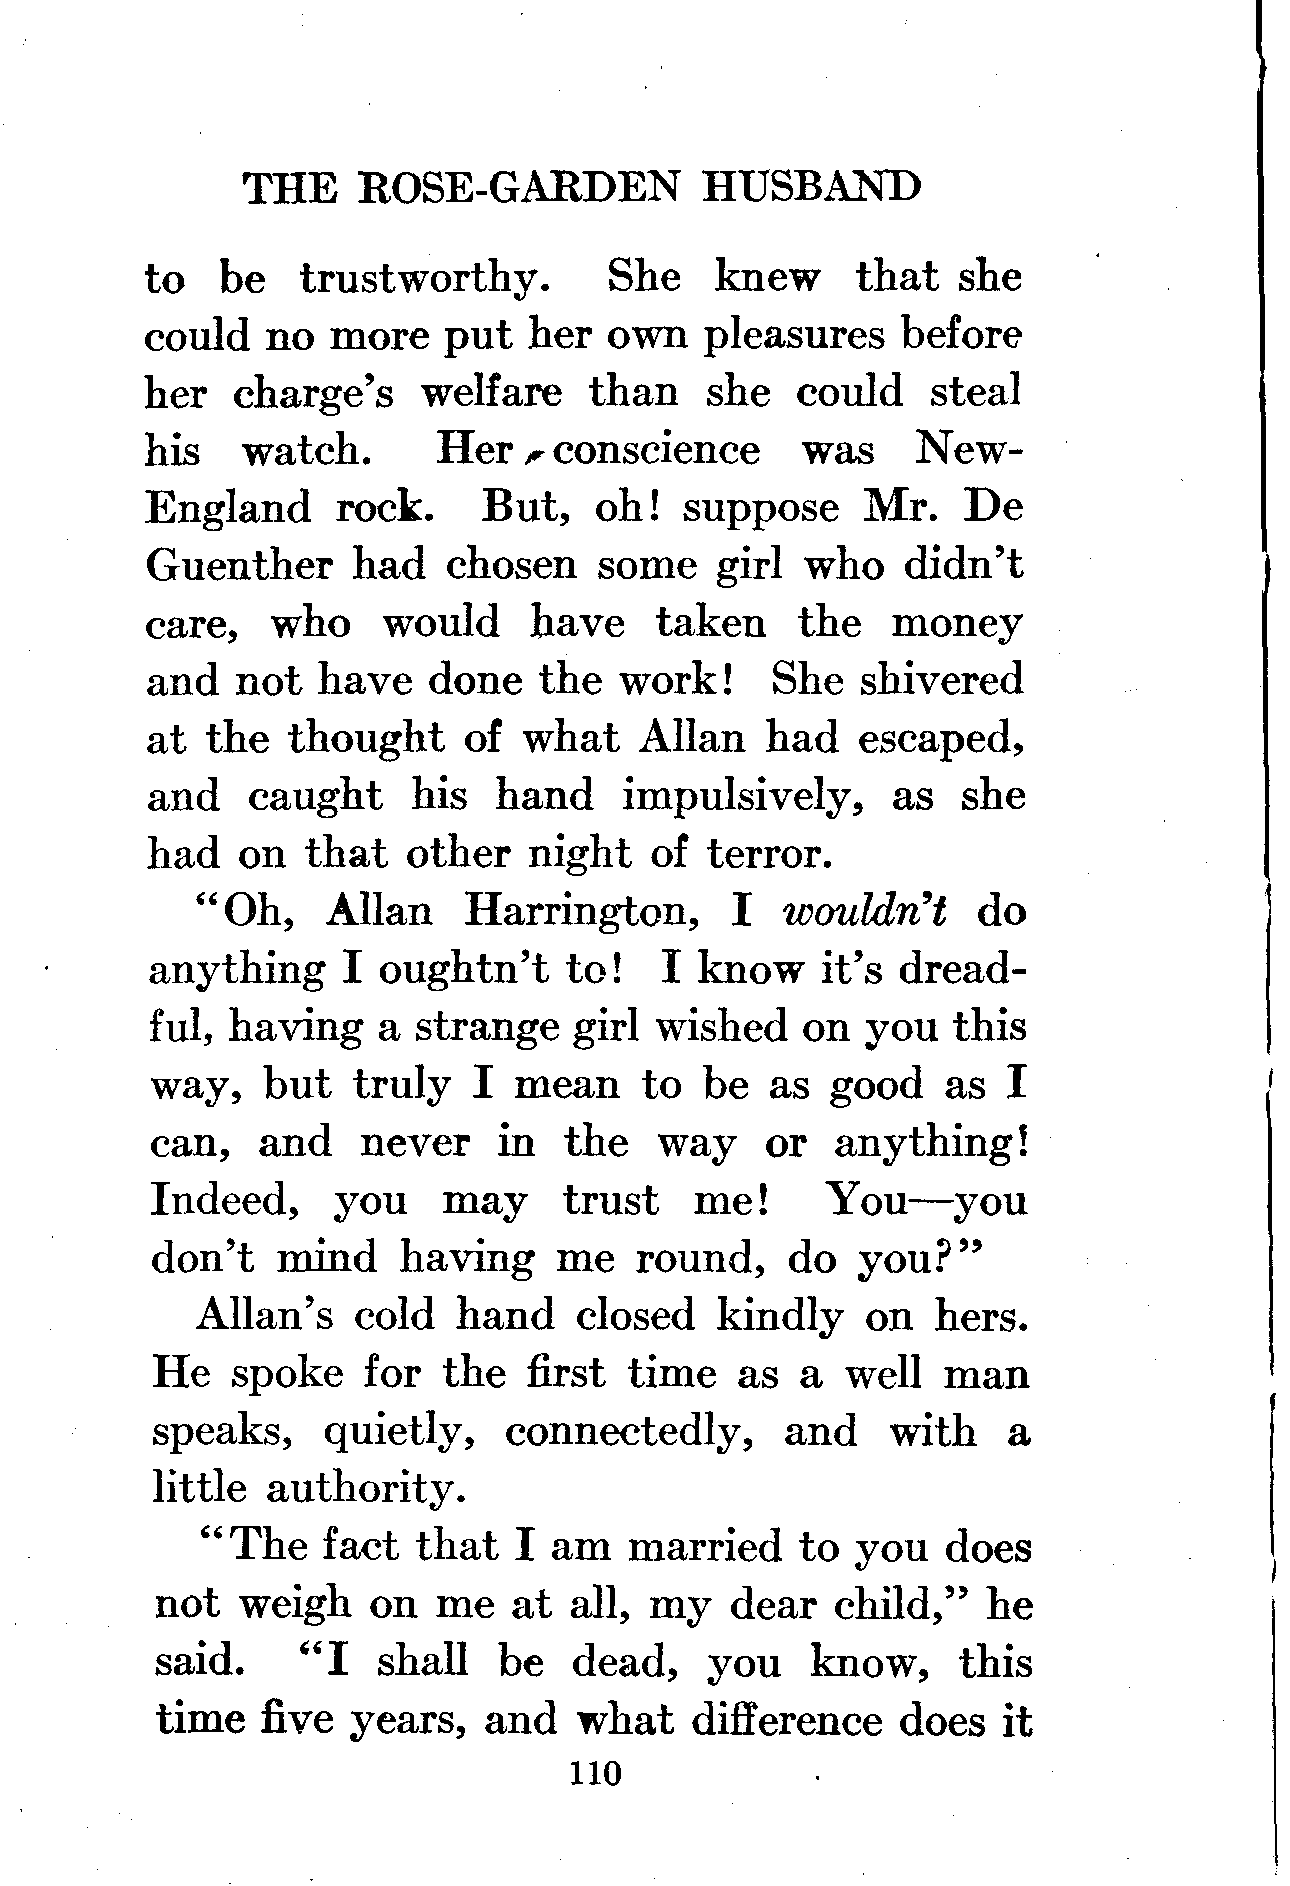 THE ROSE-GARDEN HUSBAND
to be trustworthy. She knew that she
could no more put her own pleasures before
her charge's welfare than she could steal
his watch. Her conscience was New-
England rock. But, oh! suppose Mr. De
Guenther had chosen some girl who didn't
care, who would have taken the money
and not have done the work! She shivered
at the thought of what Allan had escaped,
and caught his hand impulsively, as she
had on that other night of terror.
“Oh, Allan Harrington, I wouldn't do
anything I oughtn't to! I know it's dread-
ful, having a strange girl wished on you this
way, but truly I mean to be as good as I
can, and never in the way or anything!
Indeed, you may trust me! You—you
don't mind having me round, do you?”
Allan's cold hand closed kindly on hers.
He spoke for the first time as a well man
speaks, quietly, connectedly, and with a
little authority.
“The fact that I am married to you does
not weigh on me at all, my dear child,” he
said. “I shall be dead, you know, this
time five years, and what difference does it
110